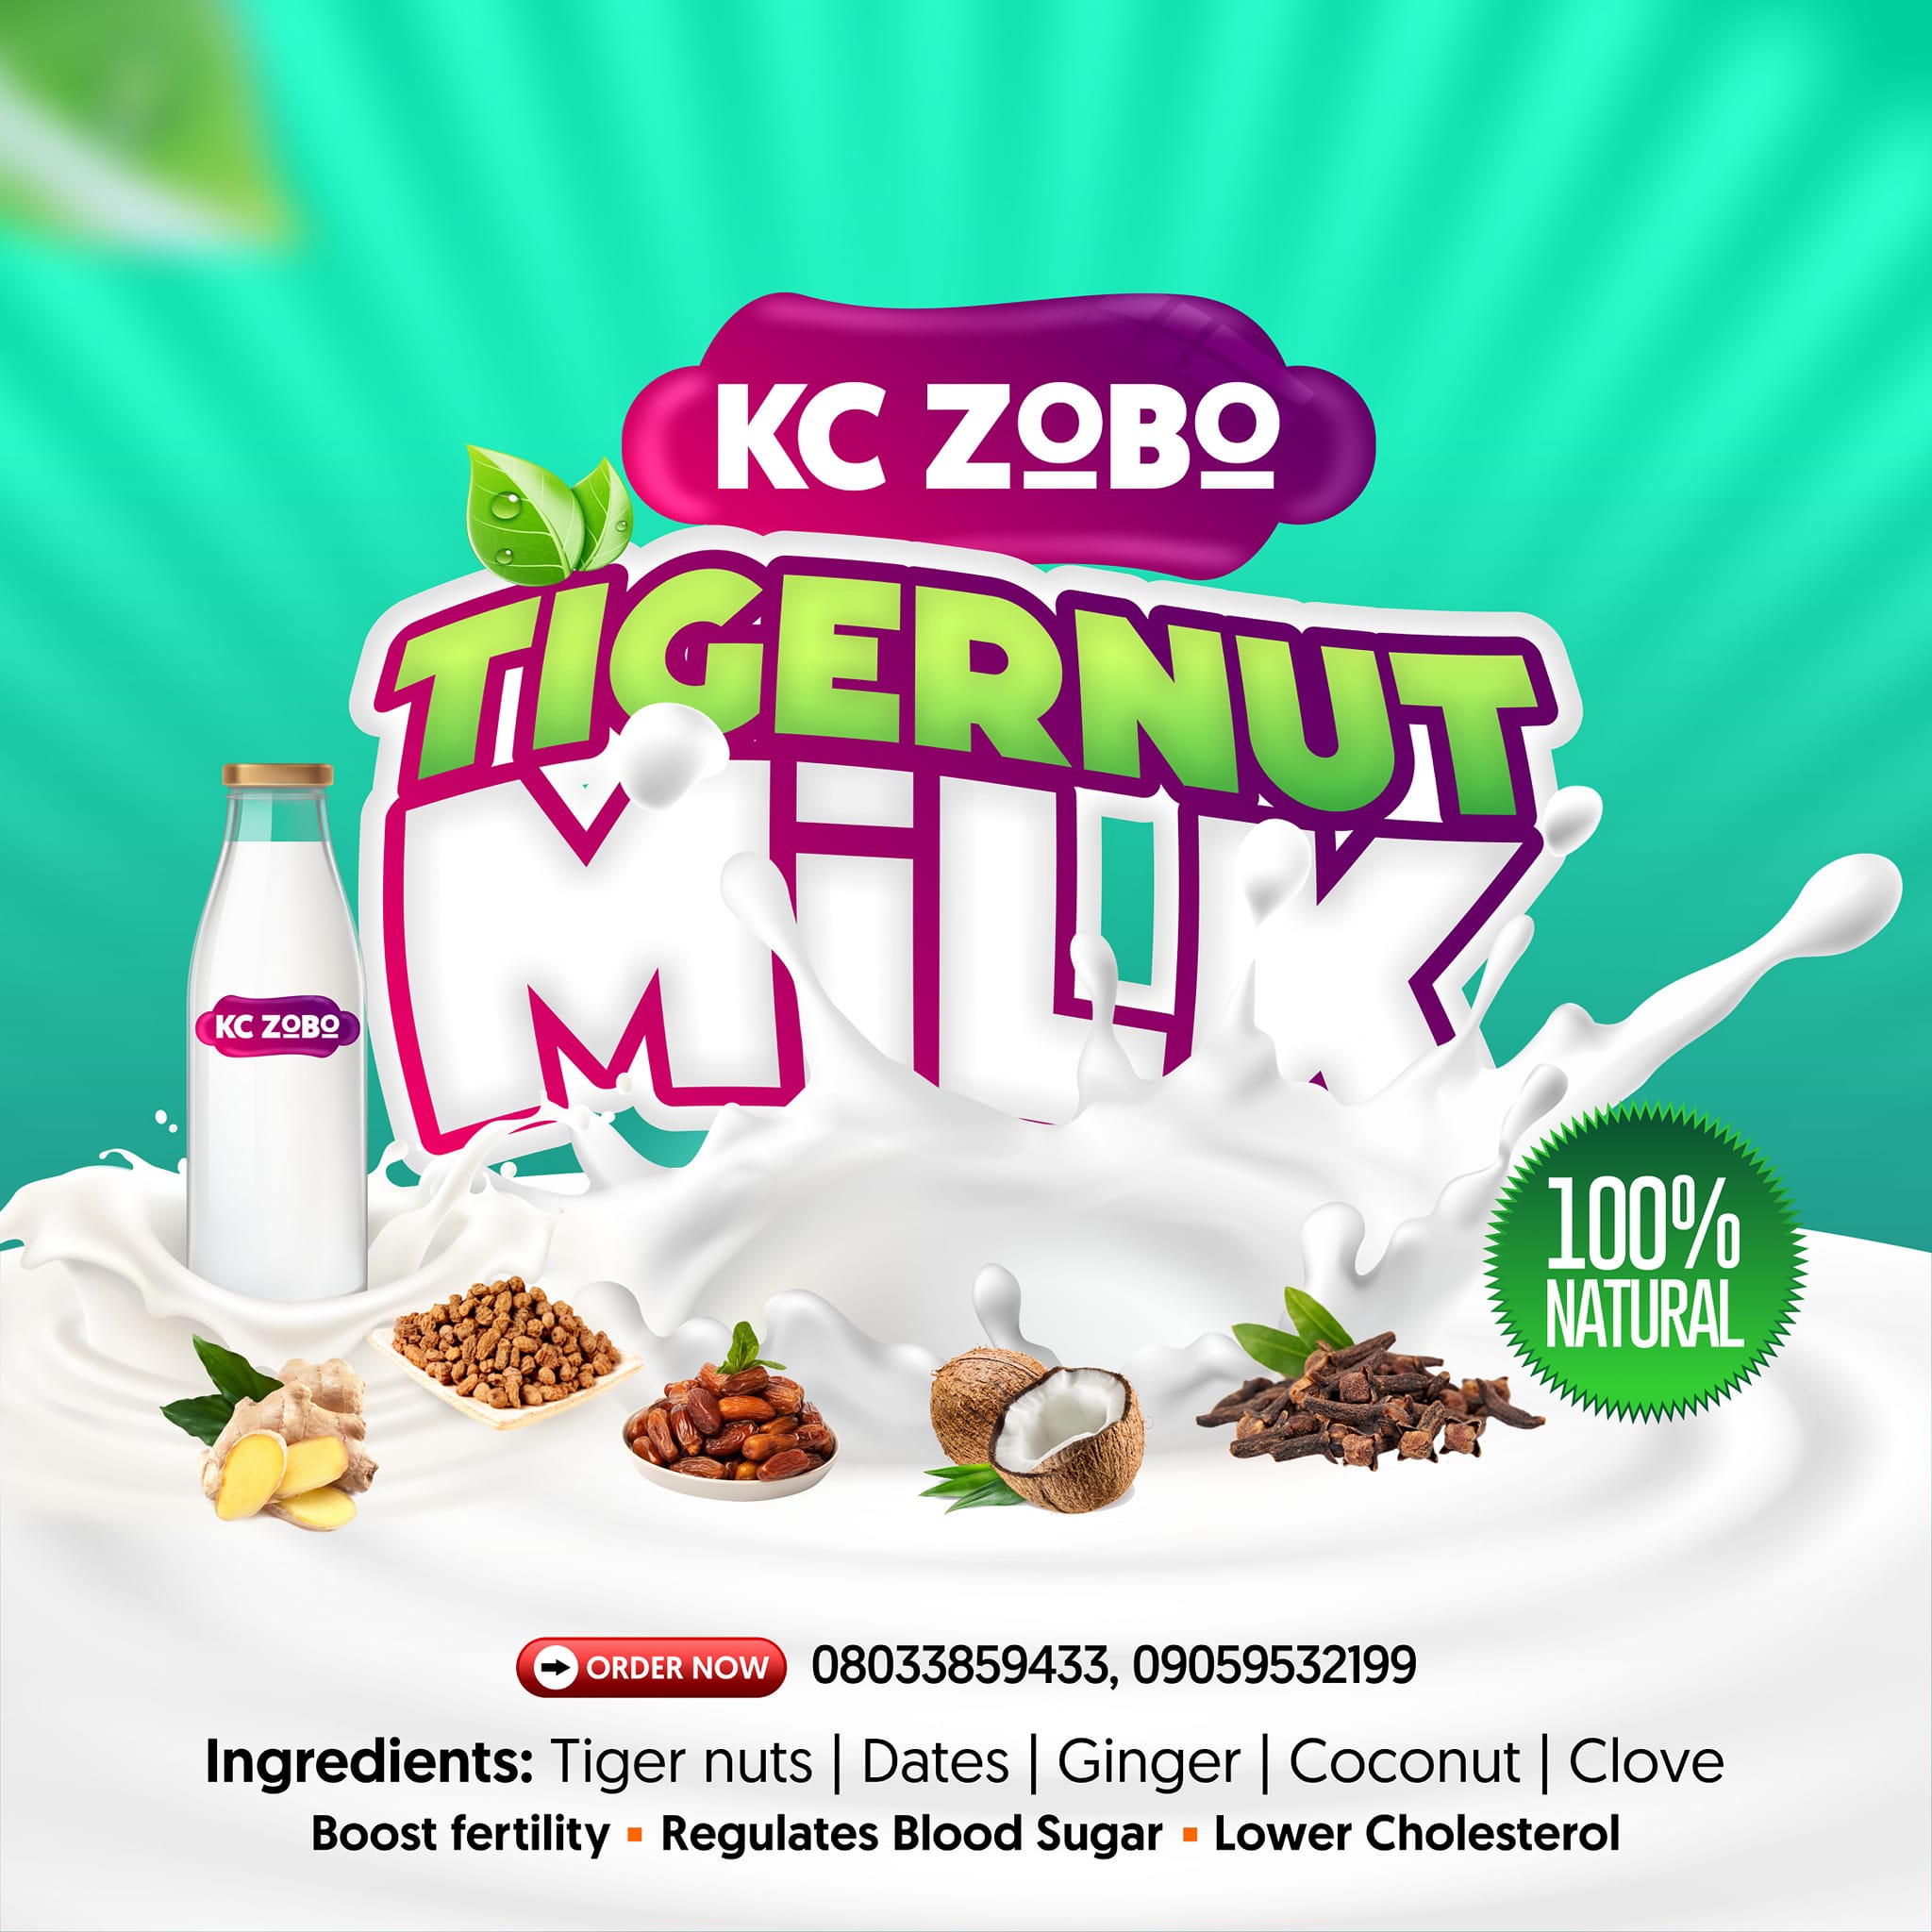 KC ZOBO
TIGERNUT
MiLK
KC ZOBO
100%
NATURAL
ORDER NOW 08033859433, 09059532199
Ingredients: Tiger nuts | Dates | Ginger | Coconut | Clove
Boost fertility ▪ Regulates Blood Sugar ▪ Lower Cholesterol